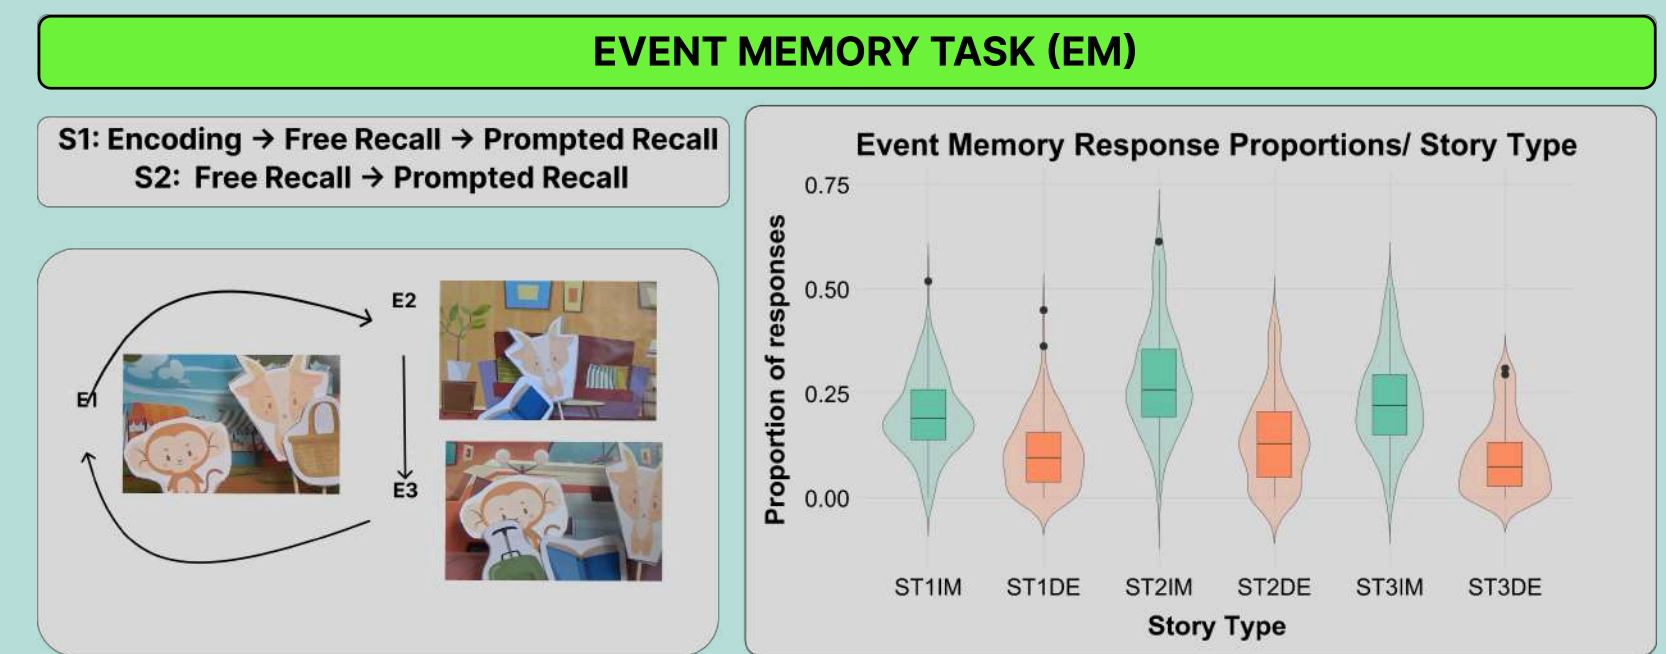 EVENT MEMORY TASK (EM)
S1: Encoding → Free Recall → Prompted Recall
S2: Free Recall → Prompted Recall
E1
E2
E3
Event Memory Response Proportions/ Story Type
Proportion of responses
0.75
0.50
0.25
0.00
ST1IM ST1DE ST2IM ST2DE ST3IM ST3DE
Story Type